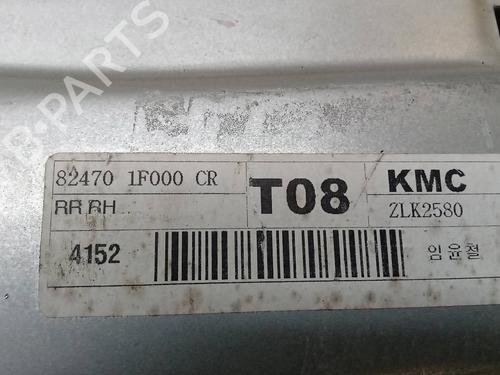 B-PARTS
82470 1F000 CR
RR RH
T08
KMC
ZLK2580
4152
임윤철